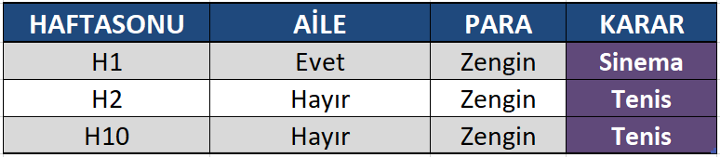 HAFTASONU AİLE PARA KARAR
H1 Evet Zengin Sinema
H2 Hayır Zengin Tenis
H10 Hayır Zengin Tenis